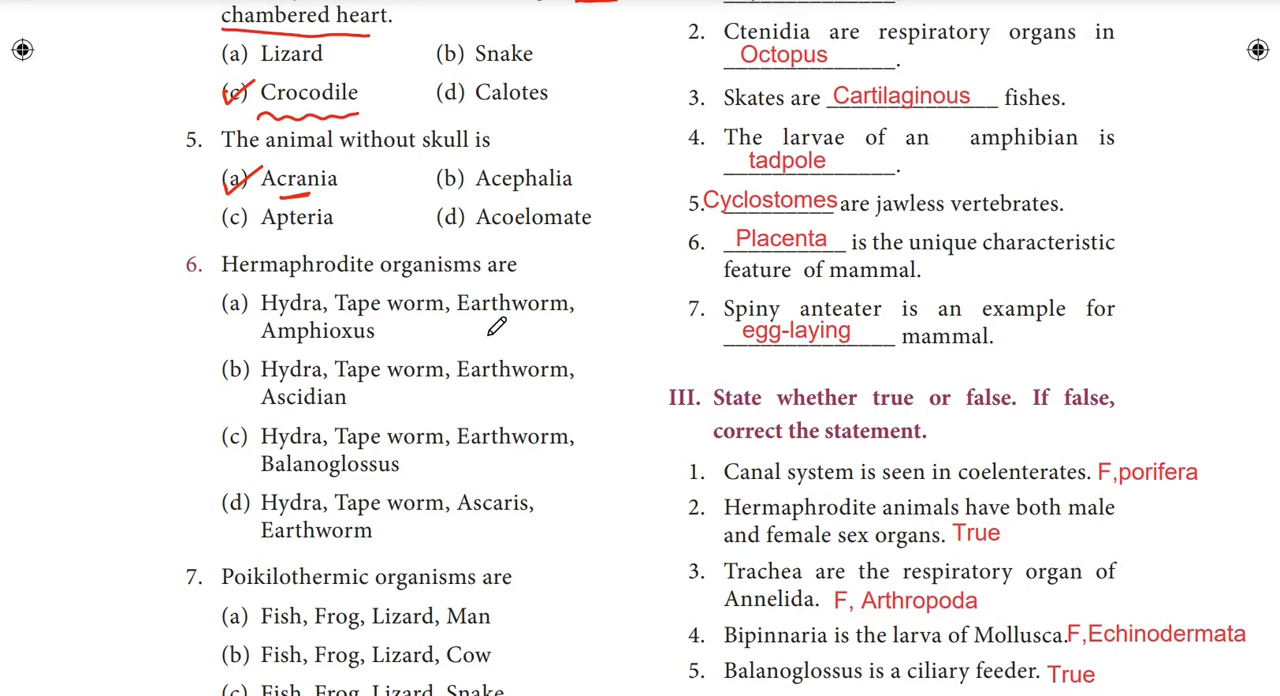 chambered heart.
(a) Lizard (b) Snake
(c) Crocodile (d) Calotes
5. The animal without skull is
(a) Acrania (b) Acephalia
(c) Apteria (d) Acoelomate
6. Hermaphrodite organisms are
(a) Hydra, Tape worm, Earthworm,
Amphioxus
(b) Hydra, Tape worm, Earthworm,
Ascidian
(c) Hydra, Tape worm, Earthworm,
Balanoglossus
(d) Hydra, Tape worm, Ascaris,
Earthworm
7. Poikilothermic organisms are
(a) Fish, Frog, Lizard, Man
(b) Fish, Frog, Lizard, Cow
(c) Fish, Frog, Lizard, Snake
2. Ctenidia are respiratory organs in
Octopus.
3. Skates are Cartilaginous fishes.
4. The larvae of an amphibian is
tadpole.
5. Cyclostomes are jawless vertebrates.
6. Placenta is the unique characteristic
feature of mammal.
7. Spiny anteater is an example for
egg-laying mammal.
III. State whether true or false. If false,
correct the statement.
1. Canal system is seen in coelenterates. F,porifera
2. Hermaphrodite animals have both male
and female sex organs. True
3. Trachea are the respiratory organ of
Annelida. F, Arthropoda
4. Bipinnaria is the larva of Mollusca.F,Echinodermata
5. Balanoglossus is a ciliary feeder. True